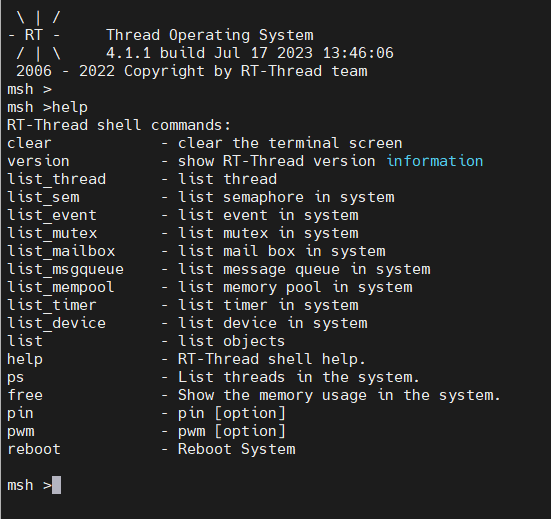 \ | /
- RT -     Thread Operating System
 / | \     4.1.1 build Jul 17 2023 13:46:06
 2006 - 2022 Copyright by RT-Thread team
msh >
msh >help
RT-Thread shell commands:
clear            - clear the terminal screen
version          - show RT-Thread version information
list_thread      - list thread
list_sem         - list semaphore in system
list_event       - list event in system
list_mutex       - list mutex in system
list_mailbox     - list mail box in system
list_msgqueue    - list message queue in system
list_mempool     - list memory pool in system
list_timer       - list timer in system
list_device      - list device in system
list             - list objects
help             - RT-Thread shell help.
ps               - List threads in the system.
free             - Show the memory usage in the system.
pin              - pin [option]
pwm              - pwm [option]
reboot           - Reboot System
msh >